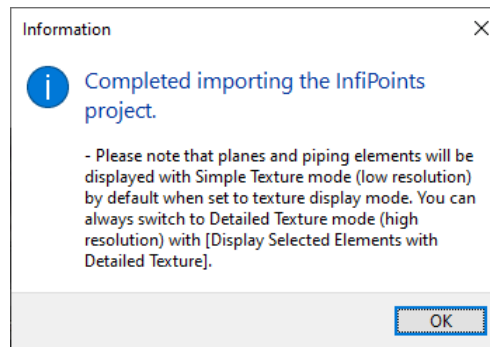 Information
Completed importing the InfiPoints
project.
- Please note that planes and piping elements will be
displayed with Simple Texture mode (low resolution)
by default when set to texture display mode. You can
always switch to Detailed Texture mode (high
resolution) with [Display Selected Elements with
Detailed Texture].
OK